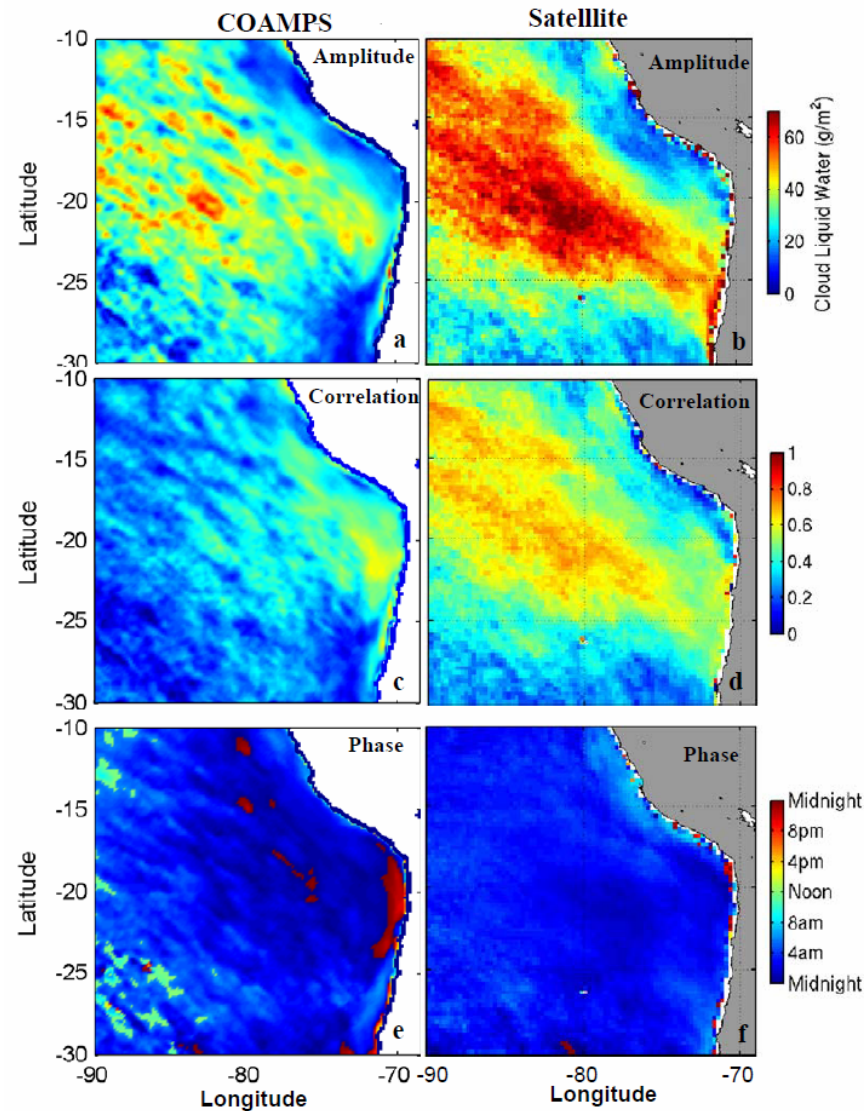 COAMPS
Satelllite
-10
-15
-20
-25
-30
Latitude
Amplitude
a
Amplitude
b
60
40
20
0
Cloud Liquid Water (g/m²)
-10
-15
-20
-25
-30
Latitude
Correlation
c
Correlation
d
1
0.8
0.6
0.4
0.2
0
-10
-15
-20
-25
-30
Latitude
Phase
e
Phase
f
Midnight
8pm
4pm
Noon
8am
4am
Midnight
-90
-80
-70
-90
-80
-70
Longitude
Longitude